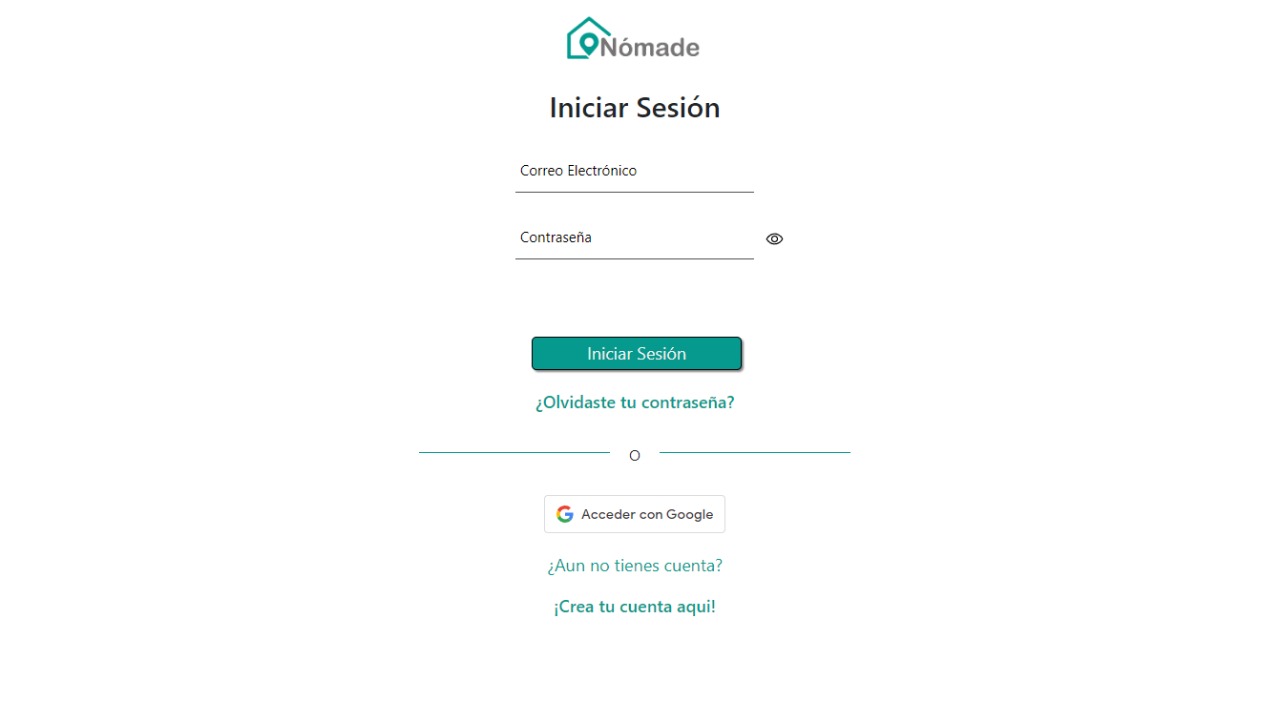 Nómade
Iniciar Sesión
Correo Electrónico
Contraseña
Iniciar Sesión
¿Olvidaste tu contraseña?
O
Acceder con Google
¿Aun no tienes cuenta?
¡Crea tu cuenta aqui!